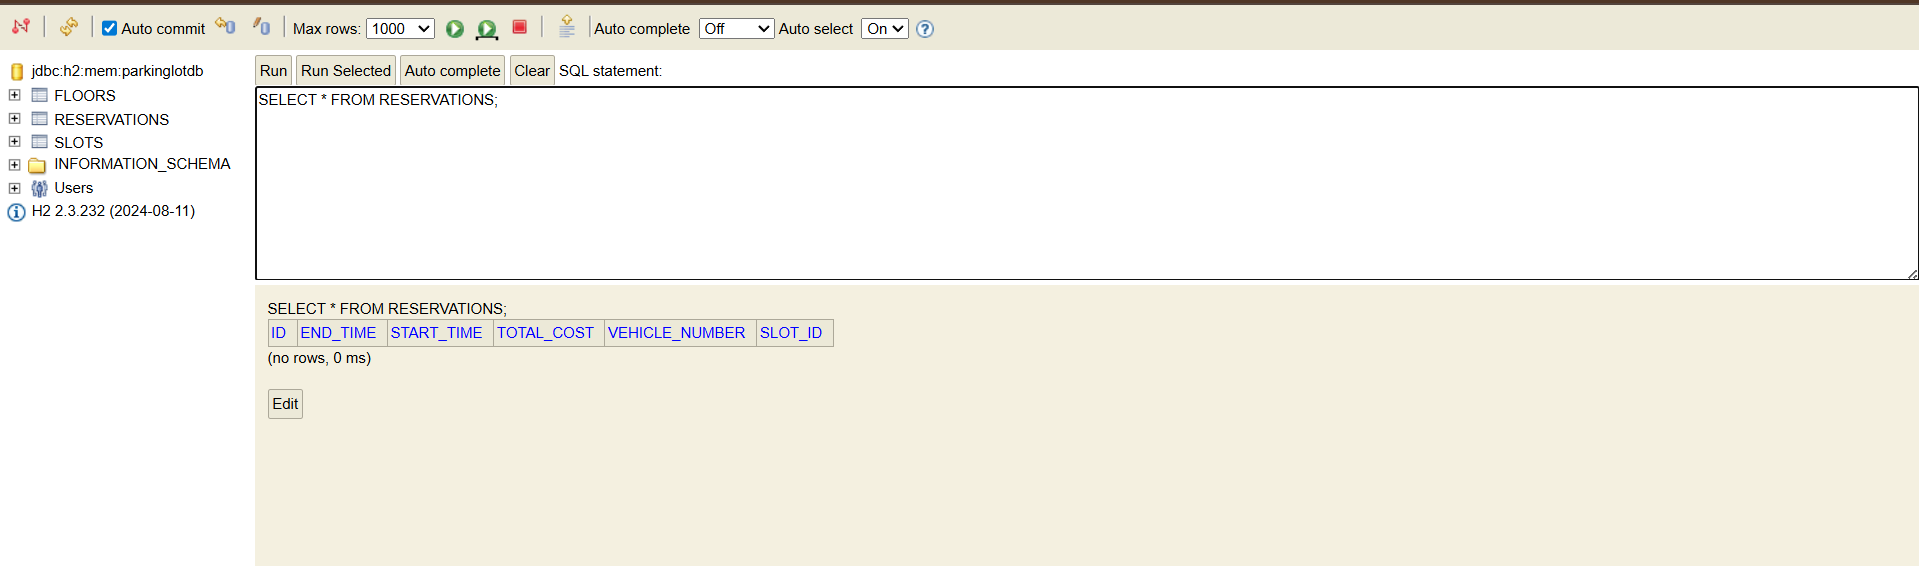 Auto commit Max rows: 1000 Auto complete Off Auto select On ?
jdbc:h2:mem:parkinglotdb
FLOORS
RESERVATIONS
SLOTS
INFORMATION_SCHEMA
Users
H2 2.3.232 (2024-08-11)
Run Run Selected Auto complete Clear SQL statement:
SELECT * FROM RESERVATIONS;
SELECT * FROM RESERVATIONS;
ID END_TIME START_TIME TOTAL_COST VEHICLE_NUMBER SLOT_ID
(no rows, 0 ms)
Edit